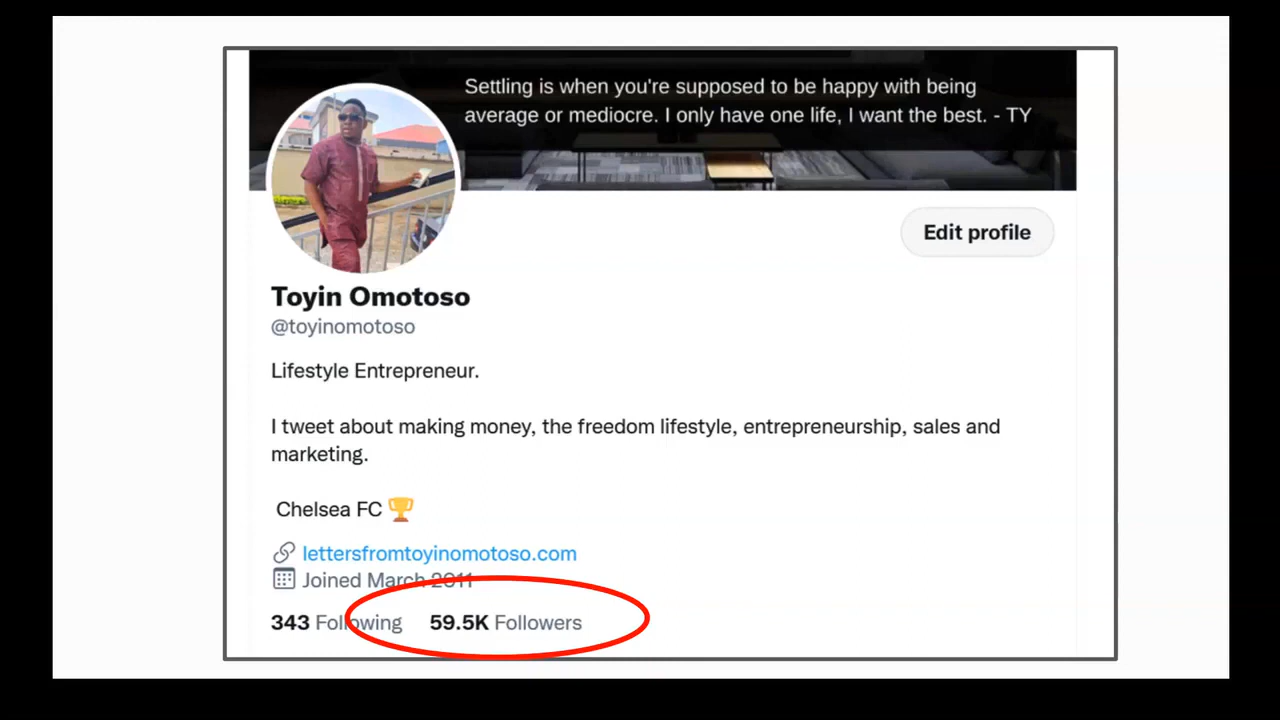 Settling is when you're supposed to be happy with being
average or mediocre. I only have one life, I want the best. - TY
Edit profile
Toyin Omotoso
@toyinomotoso
Lifestyle Entrepreneur.
I tweet about making money, the freedom lifestyle, entrepreneurship, sales and
marketing.
Chelsea FC 🏆
lettersfromtoyinomotoso.com
Joined March 2011
343 Following 59.5K Followers